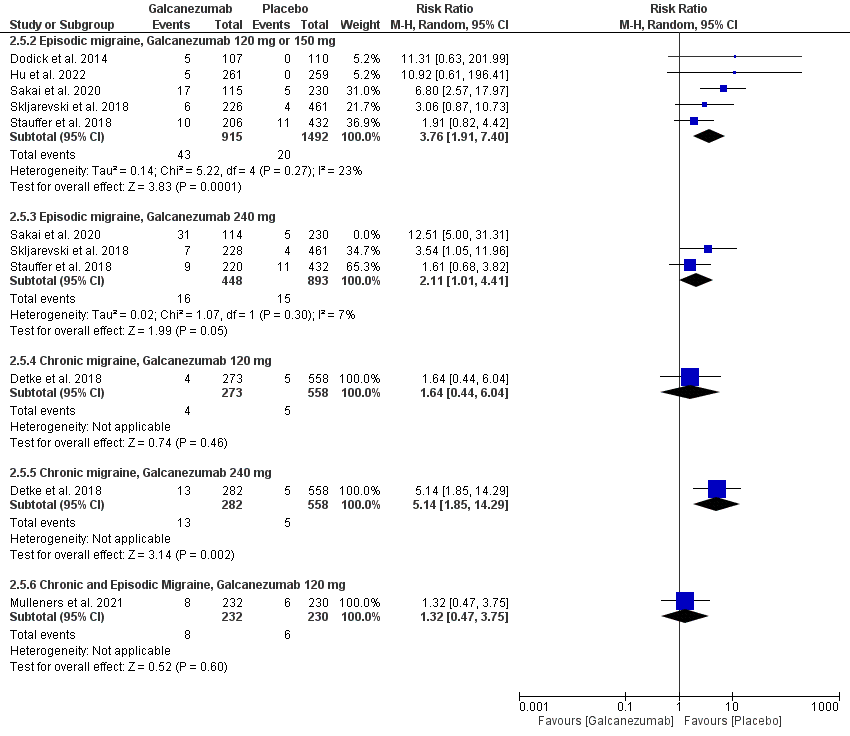 Galcanezumab Placebo Risk Ratio Risk Ratio
Study or Subgroup Events Total Events Total Weight M-H, Random, 95% CI M-H, Random, 95% CI
2.5.2 Episodic migraine, Galcanezumab 120 mg or 150 mg
Dodick et al. 2014 5 107 0 110 5.2% 11.31 [0.63, 201.99]
Hu et al. 2022 5 261 0 259 5.2% 10.92 [0.61, 196.41]
Sakai et al. 2020 17 115 5 230 31.0% 6.80 [2.57, 17.97]
Skljarevski et al. 2018 6 226 4 461 21.7% 3.06 [0.87, 10.73]
Stauffer et al. 2018 10 206 11 432 36.9% 1.91 [0.82, 4.42]
Subtotal (95% CI) 915 1492 100.0% 3.76 [1.91, 7.40]
Total events 43 20
Heterogeneity: Tau² = 0.14; Chi² = 5.22, df = 4 (P = 0.27); I² = 23%
Test for overall effect: Z = 3.83 (P = 0.0001)
2.5.3 Episodic migraine, Galcanezumab 240 mg
Sakai et al. 2020 31 114 5 230 0.0% 12.51 [5.00, 31.31]
Skljarevski et al. 2018 7 228 4 461 34.7% 3.54 [1.05, 11.96]
Stauffer et al. 2018 9 220 11 432 65.3% 1.61 [0.68, 3.82]
Subtotal (95% CI) 448 893 100.0% 2.11 [1.01, 4.41]
Total events 16 15
Heterogeneity: Tau² = 0.02; Chi² = 1.07, df = 1 (P = 0.30); I² = 7%
Test for overall effect: Z = 1.99 (P = 0.05)
2.5.4 Chronic migraine, Galcanezumab 120 mg
Detke et al. 2018 4 273 5 558 100.0% 1.64 [0.44, 6.04]
Subtotal (95% CI) 273 558 100.0% 1.64 [0.44, 6.04]
Total events 4 5
Heterogeneity: Not applicable
Test for overall effect: Z = 0.74 (P = 0.46)
2.5.5 Chronic migraine, Galcanezumab 240 mg
Detke et al. 2018 13 282 5 558 100.0% 5.14 [1.85, 14.29]
Subtotal (95% CI) 282 558 100.0% 5.14 [1.85, 14.29]
Total events 13 5
Heterogeneity: Not applicable
Test for overall effect: Z = 3.14 (P = 0.002)
2.5.6 Chronic and Episodic Migraine, Galcanezumab 120 mg
Mulleners et al. 2021 8 232 6 230 100.0% 1.32 [0.47, 3.75]
Subtotal (95% CI) 232 230 100.0% 1.32 [0.47, 3.75]
Total events 8 6
Heterogeneity: Not applicable
Test for overall effect: Z = 0.52 (P = 0.60)
0.001 0.1 1 10 1000
Favours [Galcanezumab] Favours [Placebo]